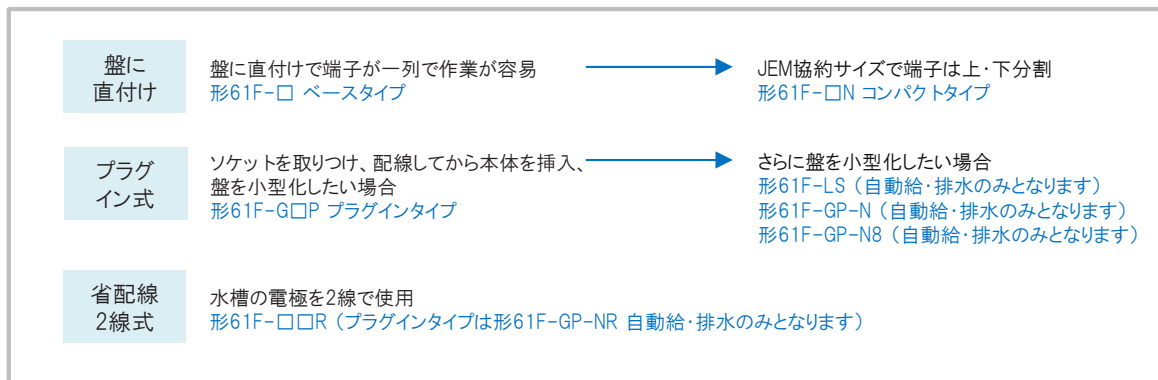 盤に
直付け
盤に直付けで端子が一列で作業が容易
形61F-□ ベースタイプ
JEM協約サイズで端子は上・下分割
形61F-□N コンパクトタイプ
プラグ
イン式
ソケットを取りつけ、配線してから本体を挿入、
盤を小型化したい場合
形61F-G□P プラグインタイプ
さらに盤を小型化したい場合
形61F-LS （自動給・排水のみとなります）
形61F-GP-N （自動給・排水のみとなります）
形61F-GP-N8 （自動給・排水のみとなります）
省配線
2線式
水槽の電極を2線で使用
形61F-□□R （プラグインタイプは形61F-GP-NR 自動給・排水のみとなります）